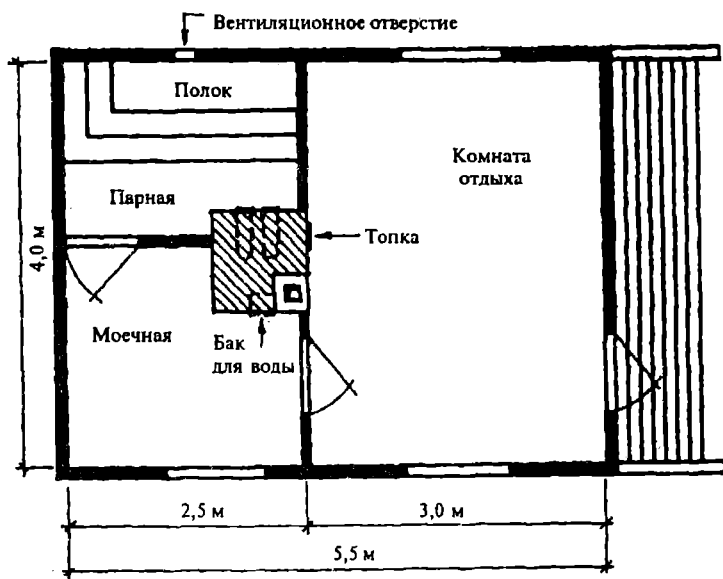 Вентиляционное отверстие
Полок
Комната
отдыха
Парная
Топка
4,0 м
Моечная
Бак
для воды
2,5 м
3,0 м
5,5 м